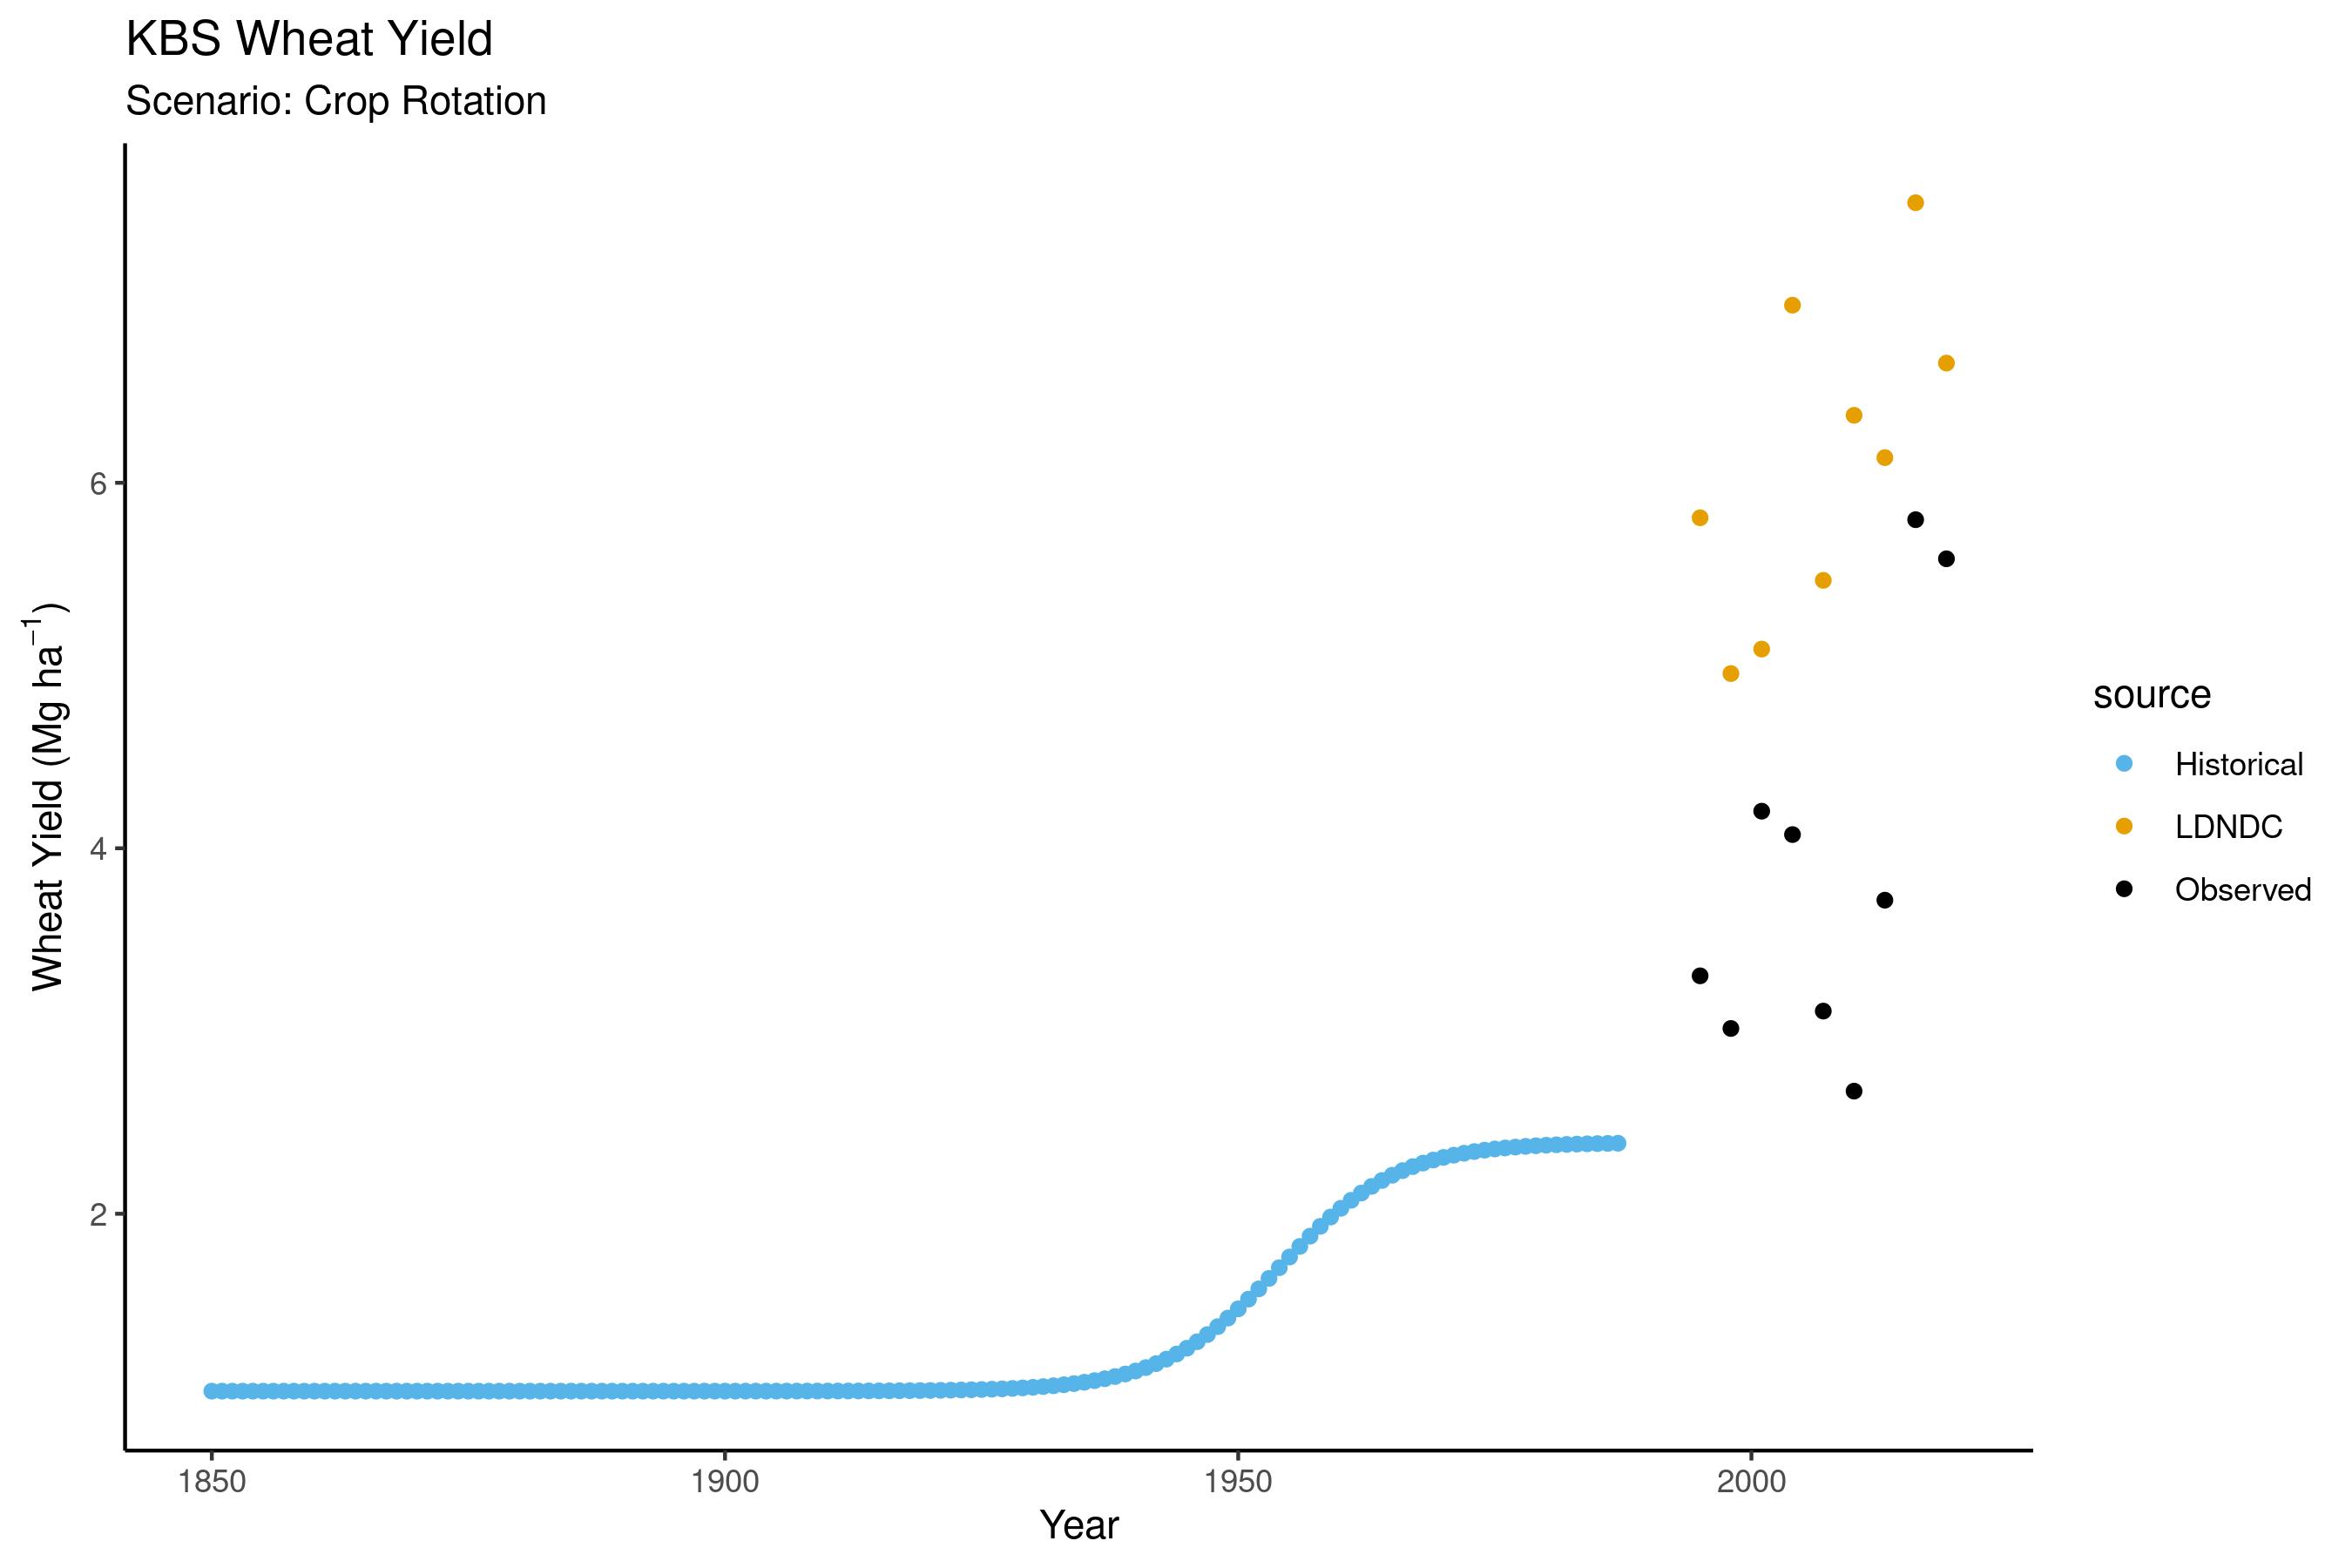 KBS Wheat Yield
Scenario: Crop Rotation
Wheat Yield (Mg ha⁻¹)
6
4
2
1850
1900
1950
2000
Year
source
Historical
LDNDC
Observed